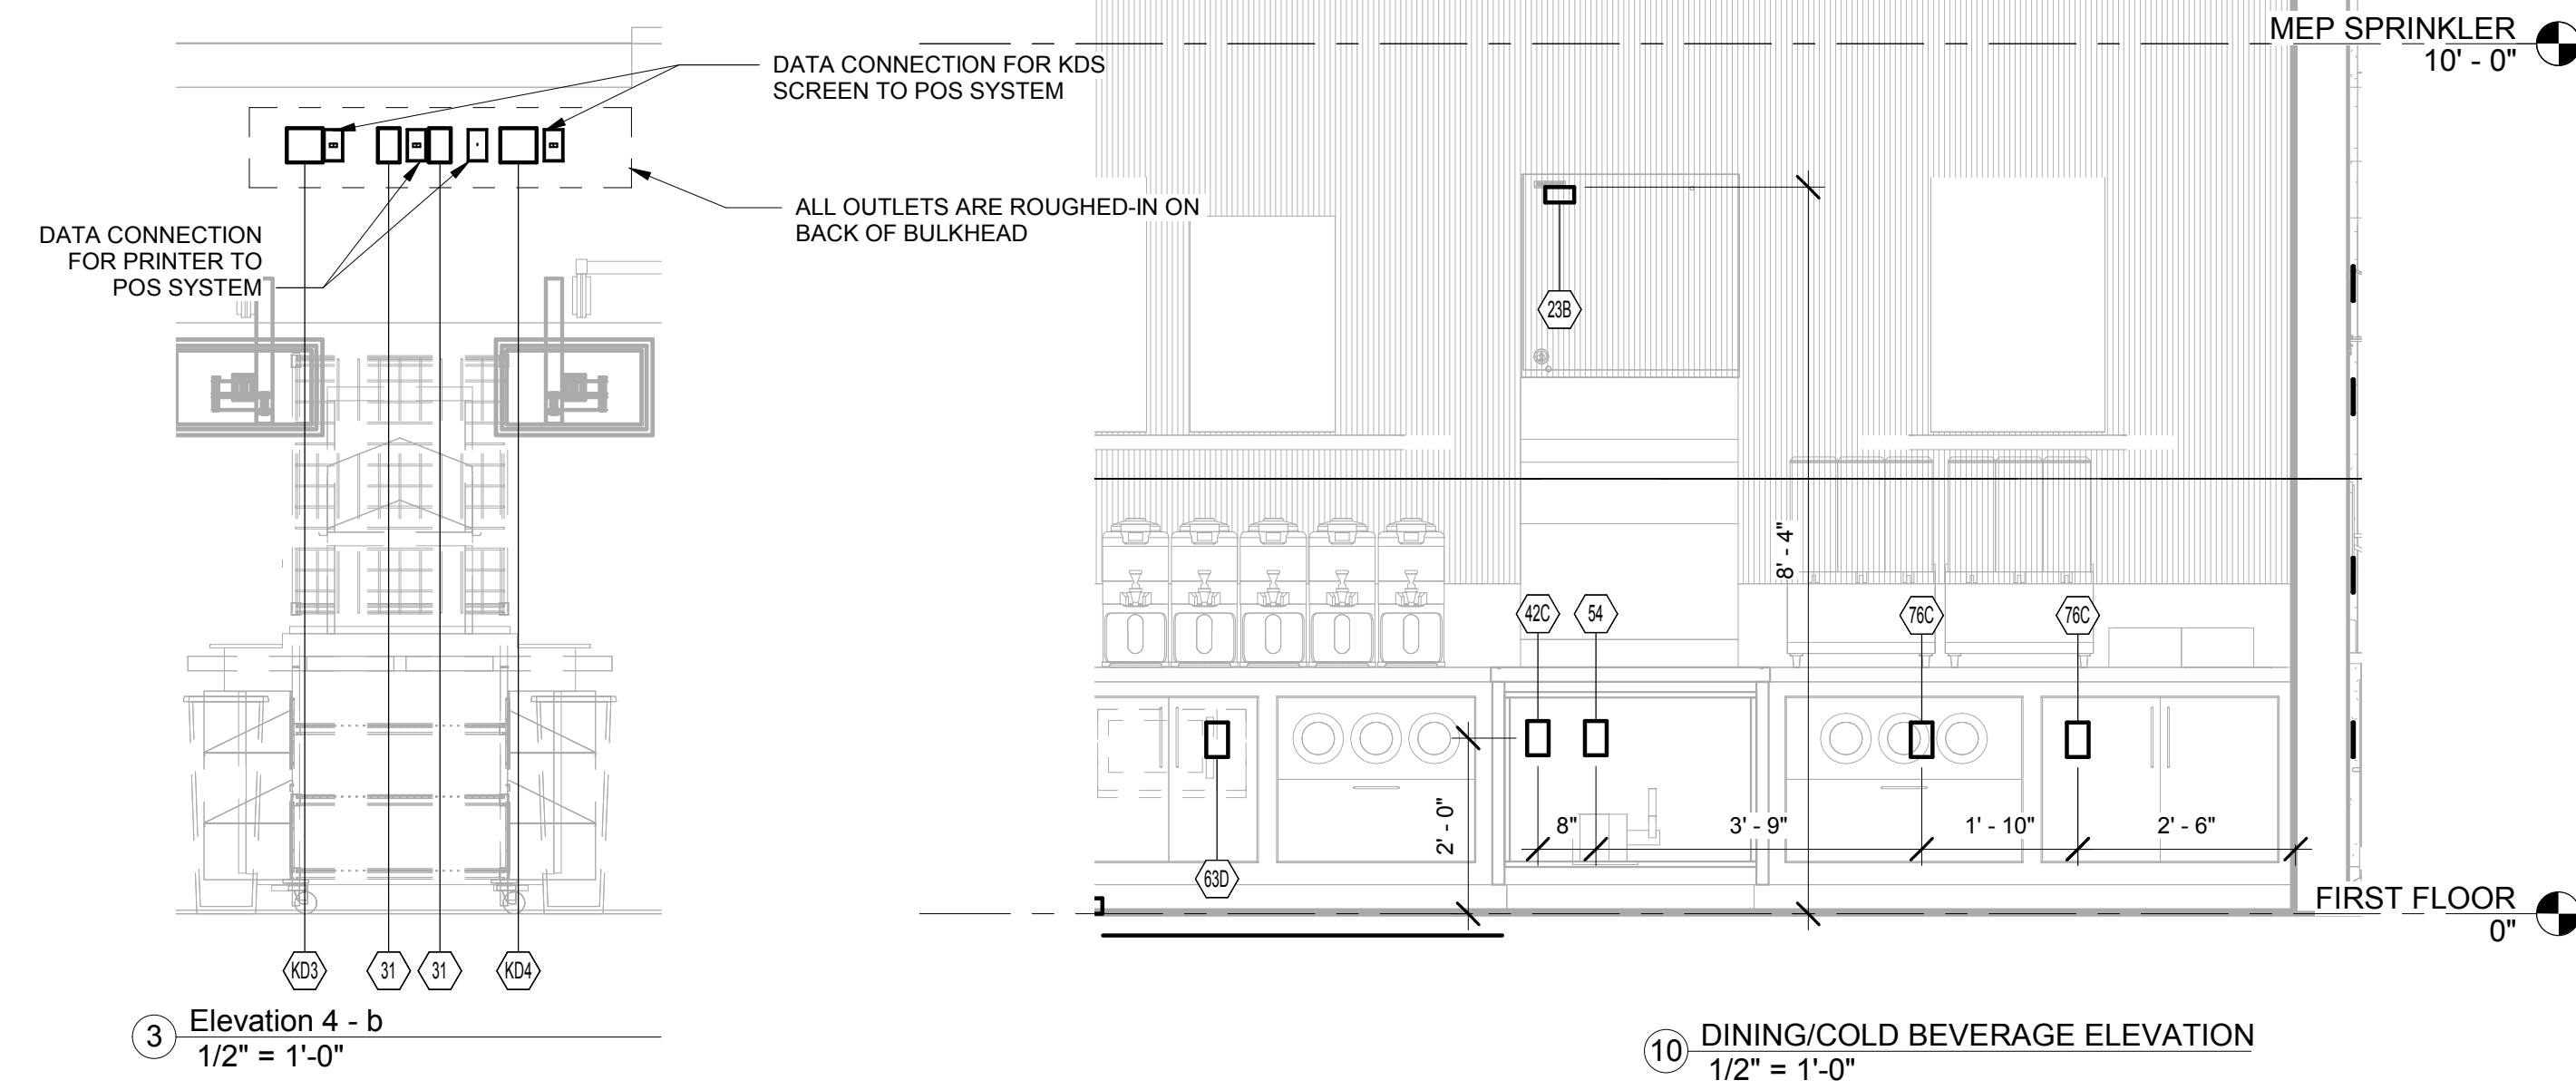 DATA CONNECTION FOR KDS
SCREEN TO POS SYSTEM
ALL OUTLETS ARE ROUGHED-IN ON
BACK OF BULKHEAD
DATA CONNECTION
FOR PRINTER TO
POS SYSTEM
KD3
31
31
KD4
3
Elevation 4 - b
1/2" = 1'-0"
MEP SPRINKLER
10' - 0"
23B
8' - 4"
42C
54
76C
76C
63D
2' - 0"
8"
3' - 9"
1' - 10"
2' - 6"
FIRST FLOOR
0"
10
DINING/COLD BEVERAGE ELEVATION
1/2" = 1'-0"